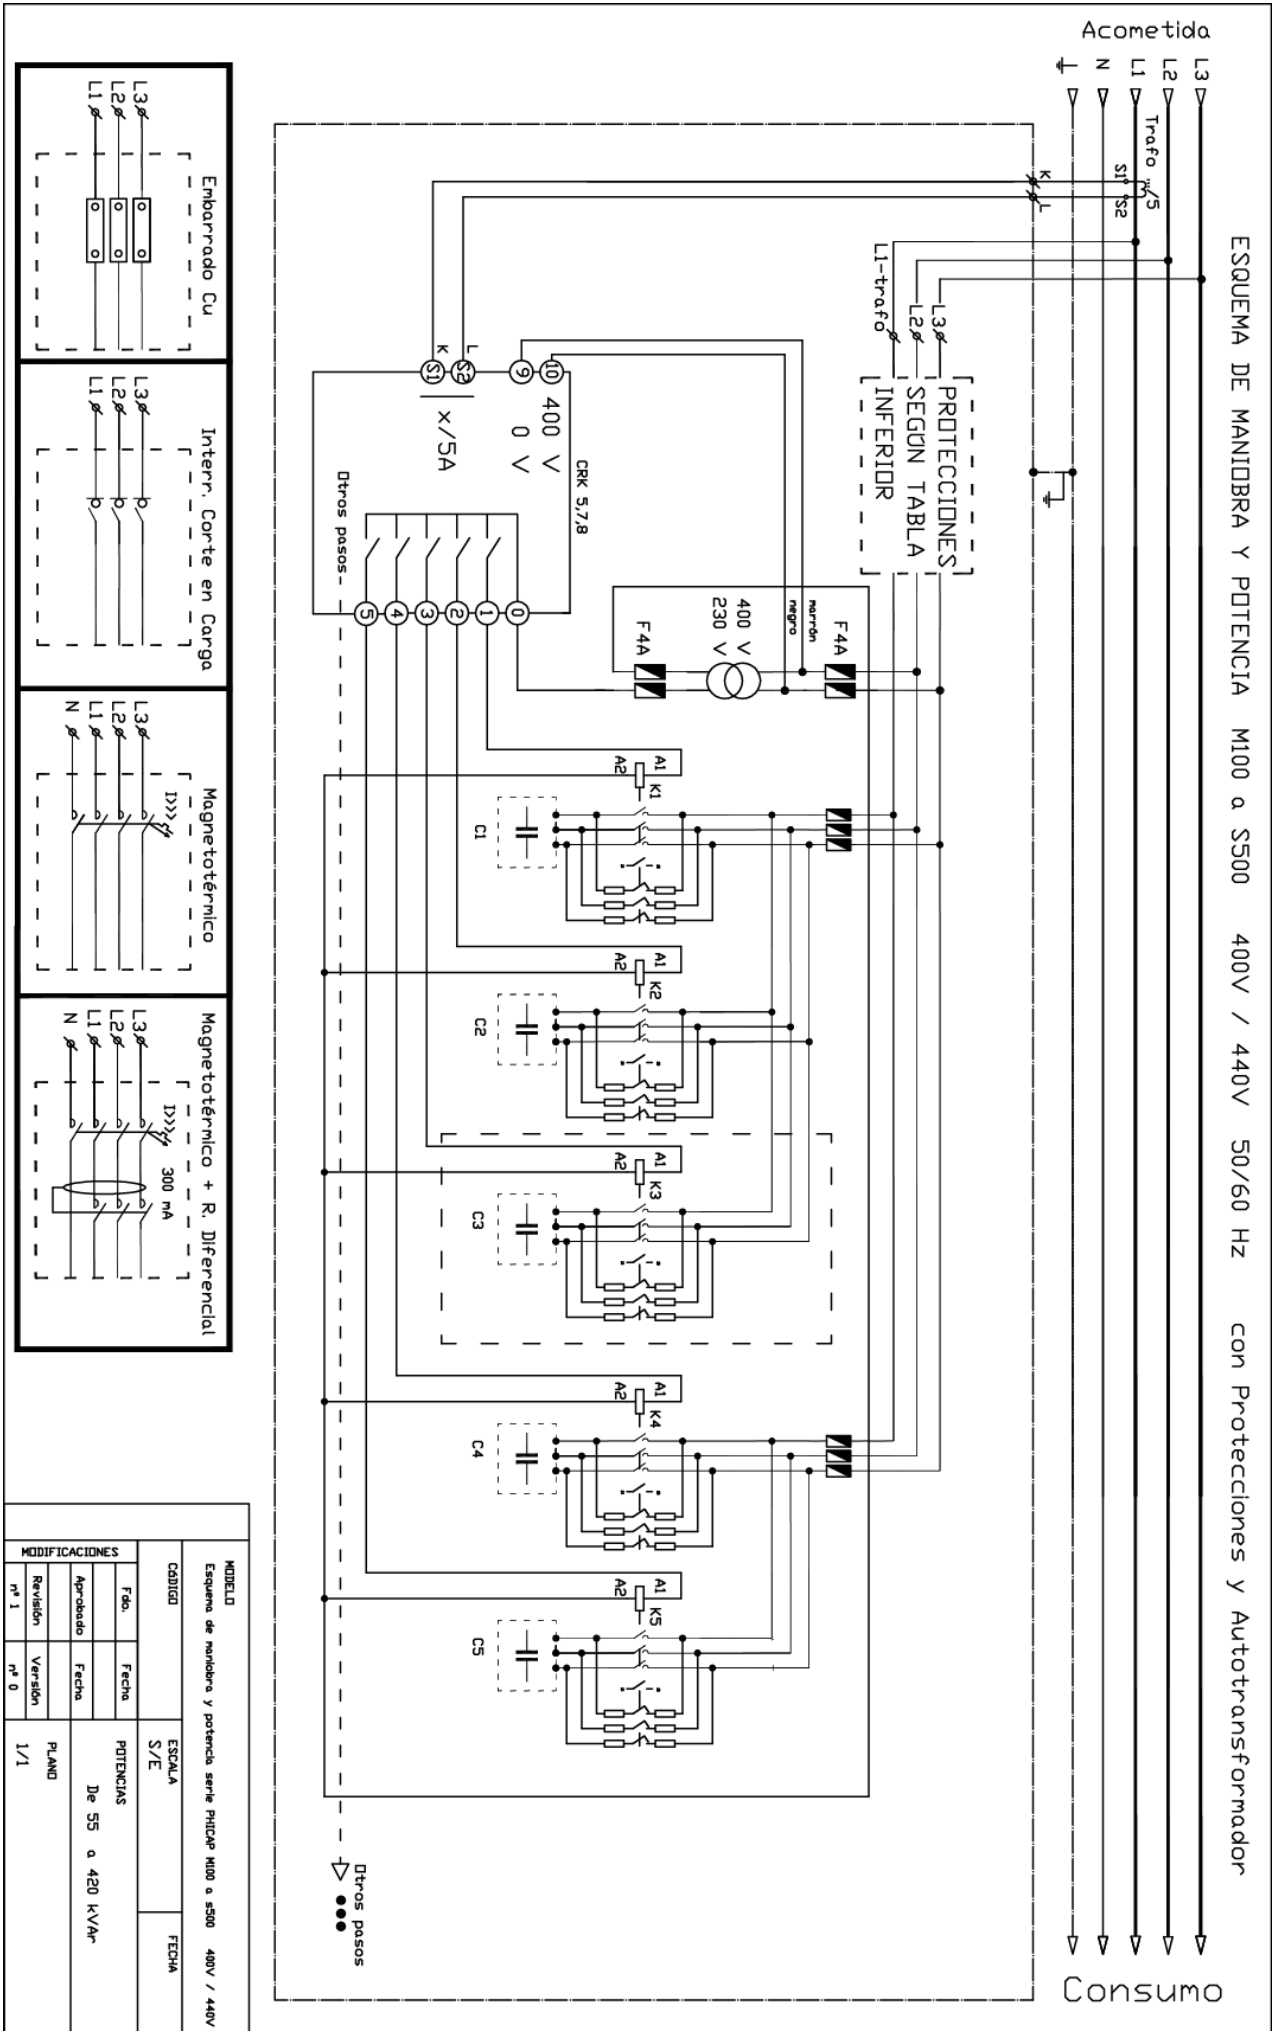 ESQUEMA DE MANIOBRA Y POTENCIA M100 a S500 400V / 440V 50/60 Hz con Protecciones y Autotransformador
Acometida
L3
L2
L1
N
Trafo .../5
S1
S2
K
L
Consumo
L3
L2
L1-trafo
PROTECCIONES
SEGÚN TABLA
INFERIOR
CRK 5,7,8
10
9
S2
S1
L
K
400 V
0 V
X/5A
0
1
2
3
4
5
Otros pasos
marrón
negro
F4A
400 V
230 V
F4A
A1
A2
K1
C1
A1
A2
K2
C2
A1
A2
K3
C3
A1
A2
K4
C4
A1
A2
K5
C5
Otros pasos
Embarrado Cu
L3
L2
L1
Interr. Corte en Carga
L3
L2
L1
Magnetotérmico
L3
L2
L1
N
I>>>
Magnetotérmico + R. Diferencial
L3
L2
L1
N
I>>>
300 mA
MODELO
Esquema de maniobra y potencia serie PHICAP M100 a s500 400V / 440V
CóDIGO
ESCALA
S/E
FECHA
MODIFICACIONES
Fdo.
Fecha
Aprobado
Fecha
Revisión
Versión
nº 1
nº 0
POTENCIAS
De 55 a 420 kVAr
PLANO
1/1